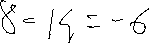 8 = 14 = -6